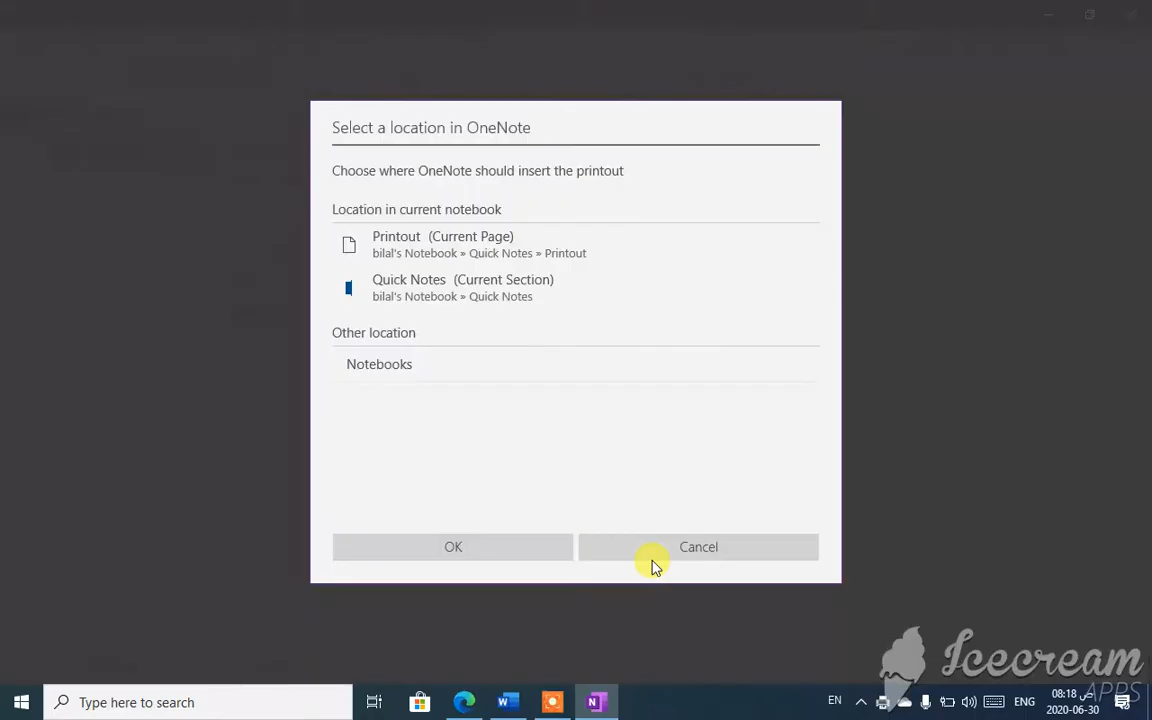 Select a location in OneNote
Choose where OneNote should insert the printout
Location in current notebook
Printout (Current Page)
bilal's Notebook » Quick Notes » Printout
Quick Notes (Current Section)
bilal's Notebook » Quick Notes
Other location
Notebooks
OK
Cancel
Icecream
APPS
Type here to search
EN
ENG
08:18 ص
2020-06-30